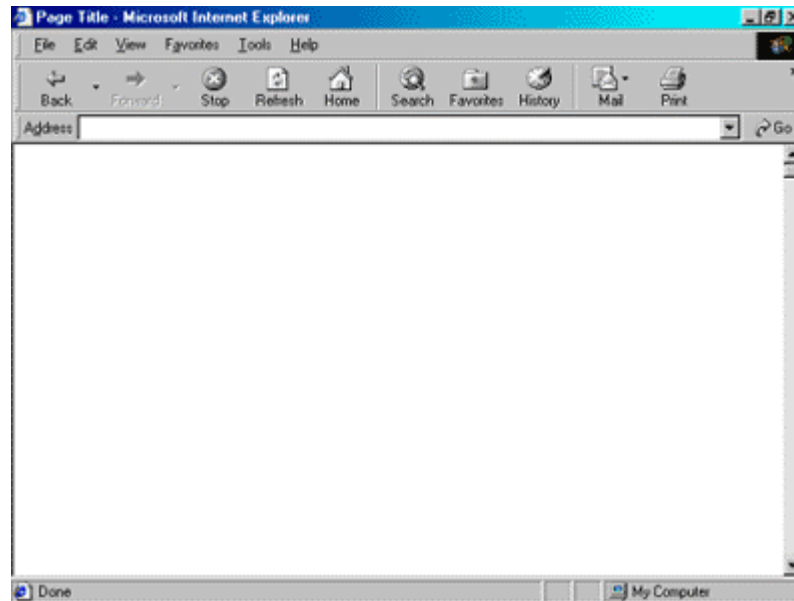 Page Title - Microsoft Internet Explorer
File Edit View Favorites Tools Help
Back Forward Stop Refresh Home Search Favorites History Mail Print
Address Go
Done My Computer